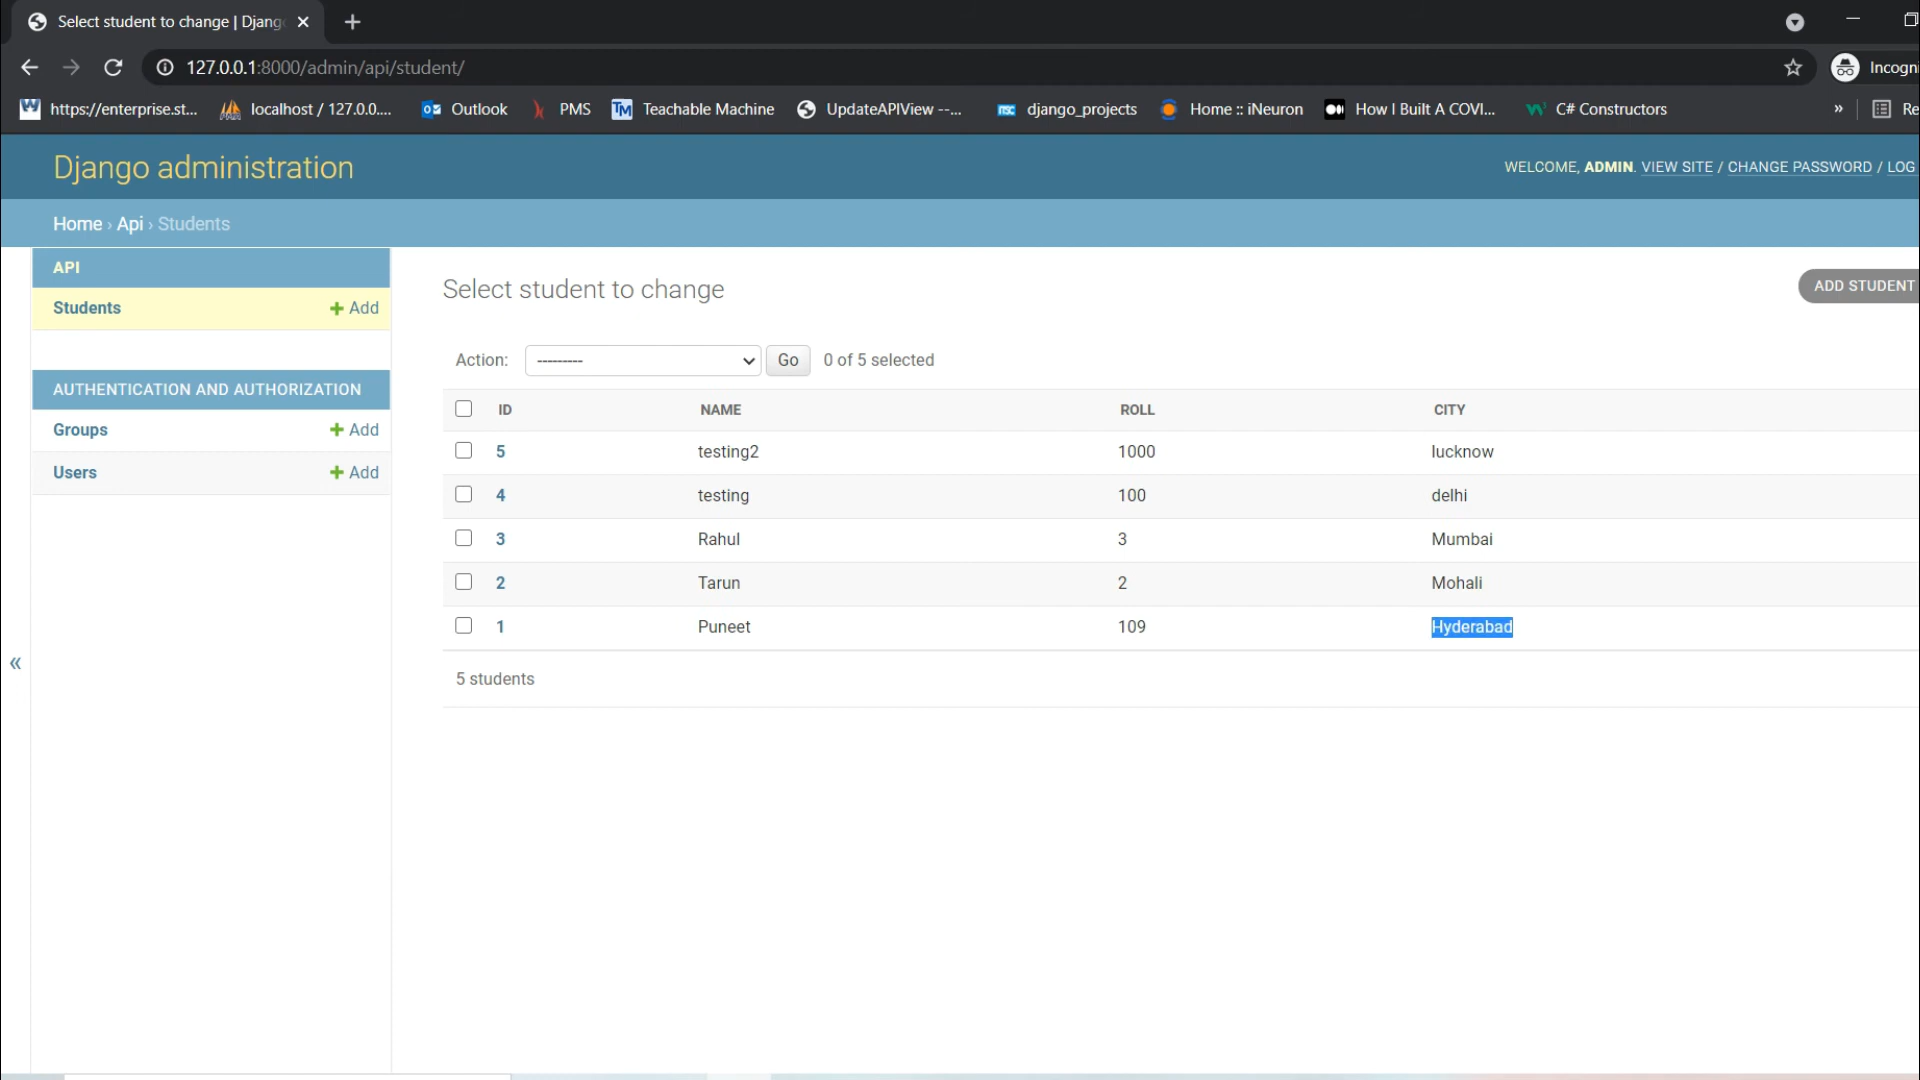 Select student to change | Djang
127.0.0.1:8000/admin/api/student/
Incogni
https://enterprise.st...
localhost / 127.0.0....
Outlook
PMS
TM Teachable Machine
UpdateAPIView --...
django_projects
Home :: iNeuron
How I Built A COVI...
C# Constructors
»
Re
Django administration
WELCOME, ADMIN. VIEW SITE / CHANGE PASSWORD / LOG
Home › Api › Students
API
Students + Add
AUTHENTICATION AND AUTHORIZATION
Groups + Add
Users + Add
«
Select student to change
ADD STUDENT
Action: --------- Go 0 of 5 selected
ID NAME ROLL CITY
5 testing2 1000 lucknow
4 testing 100 delhi
3 Rahul 3 Mumbai
2 Tarun 2 Mohali
1 Puneet 109 Hyderabad
5 students